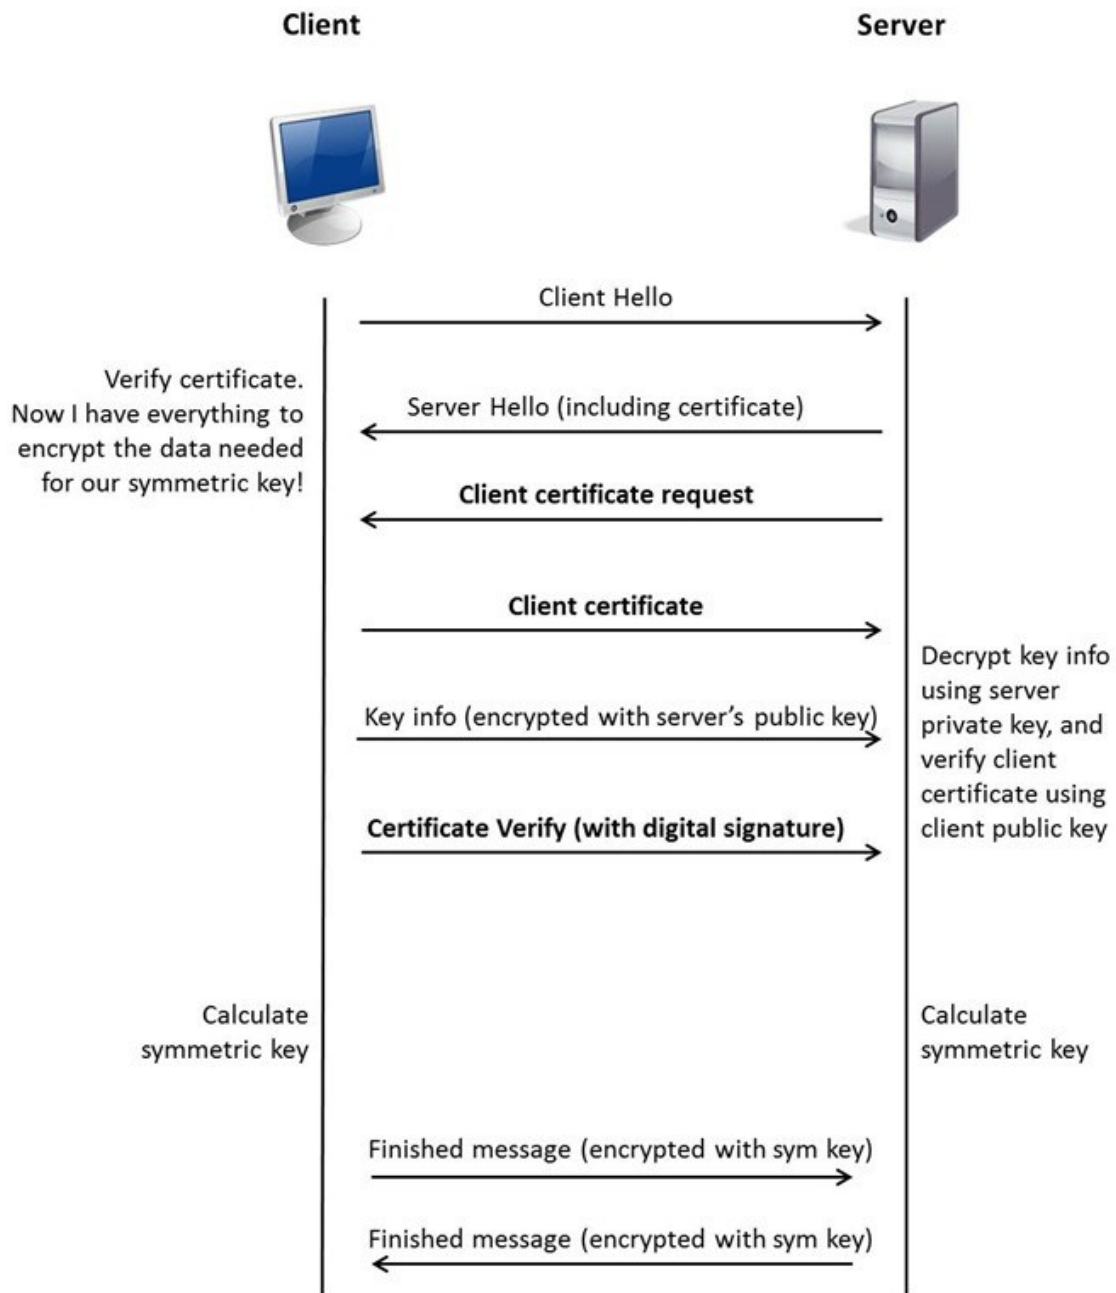 Client
Server
Client Hello
Verify certificate.
Now I have everything to
encrypt the data needed
for our symmetric key!
Server Hello (including certificate)
Client certificate request
Client certificate
Key info (encrypted with server's public key)
Decrypt key info
using server
private key, and
verify client
certificate using
client public key
Certificate Verify (with digital signature)
Calculate
symmetric key
Calculate
symmetric key
Finished message (encrypted with sym key)
Finished message (encrypted with sym key)